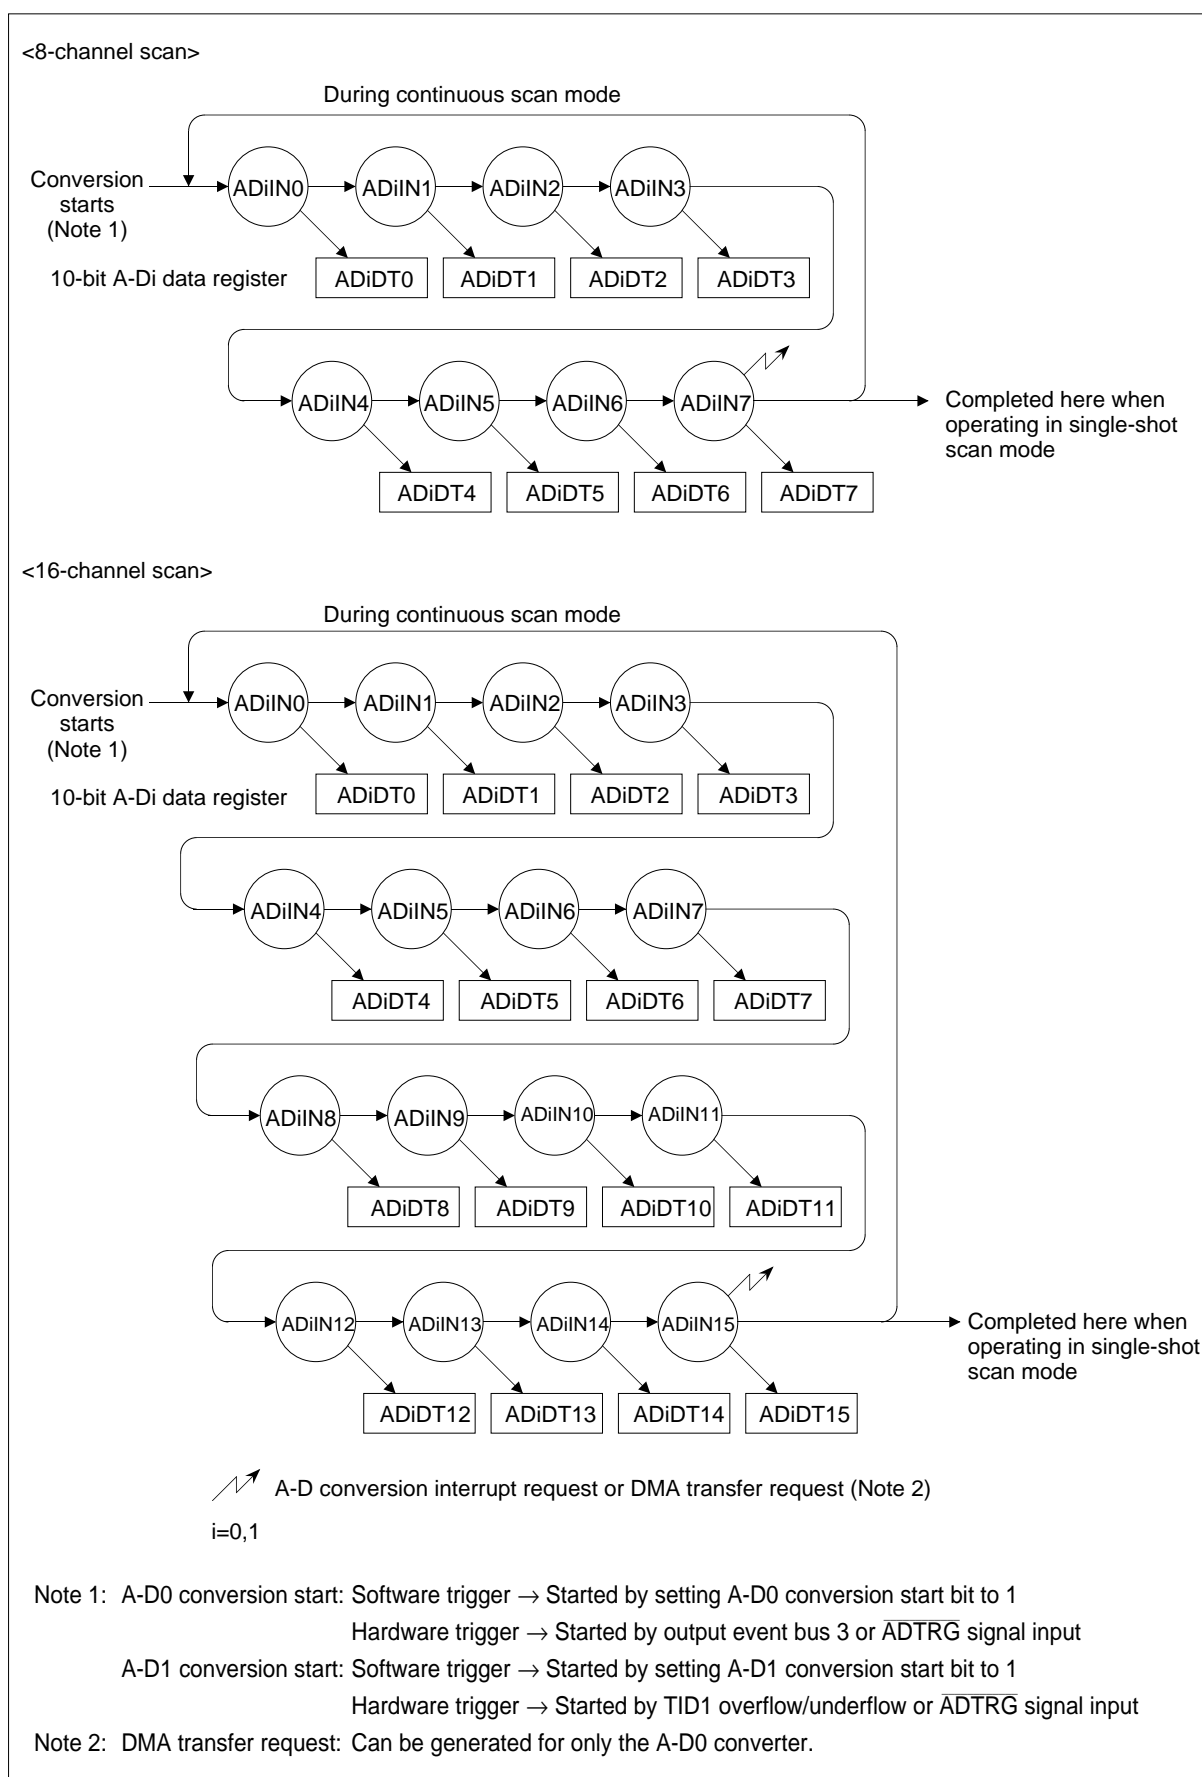 <8-channel scan>
During continuous scan mode
Conversion
starts
(Note 1)
ADiIN0 ADiIN1 ADiIN2 ADiIN3
10-bit A-Di data register
ADiDT0 ADiDT1 ADiDT2 ADiDT3
ADiIN4 ADiIN5 ADiIN6 ADiIN7
Completed here when
operating in single-shot
scan mode
ADiDT4 ADiDT5 ADiDT6 ADiDT7
<16-channel scan>
During continuous scan mode
Conversion
starts
(Note 1)
ADiIN0 ADiIN1 ADiIN2 ADiIN3
10-bit A-Di data register
ADiDT0 ADiDT1 ADiDT2 ADiDT3
ADiIN4 ADiIN5 ADiIN6 ADiIN7
ADiDT4 ADiDT5 ADiDT6 ADiDT7
ADiIN8 ADiIN9 ADiIN10 ADiIN11
ADiDT8 ADiDT9 ADiDT10 ADiDT11
ADiIN12 ADiIN13 ADiIN14 ADiIN15
Completed here when
operating in single-shot
scan mode
ADiDT12 ADiDT13 ADiDT14 ADiDT15
A-D conversion interrupt request or DMA transfer request (Note 2)
i=0,1
Note 1: A-D0 conversion start: Software trigger → Started by setting A-D0 conversion start bit to 1
Hardware trigger → Started by output event bus 3 or ADTRG signal input
A-D1 conversion start: Software trigger → Started by setting A-D1 conversion start bit to 1
Hardware trigger → Started by TID1 overflow/underflow or ADTRG signal input
Note 2: DMA transfer request: Can be generated for only the A-D0 converter.